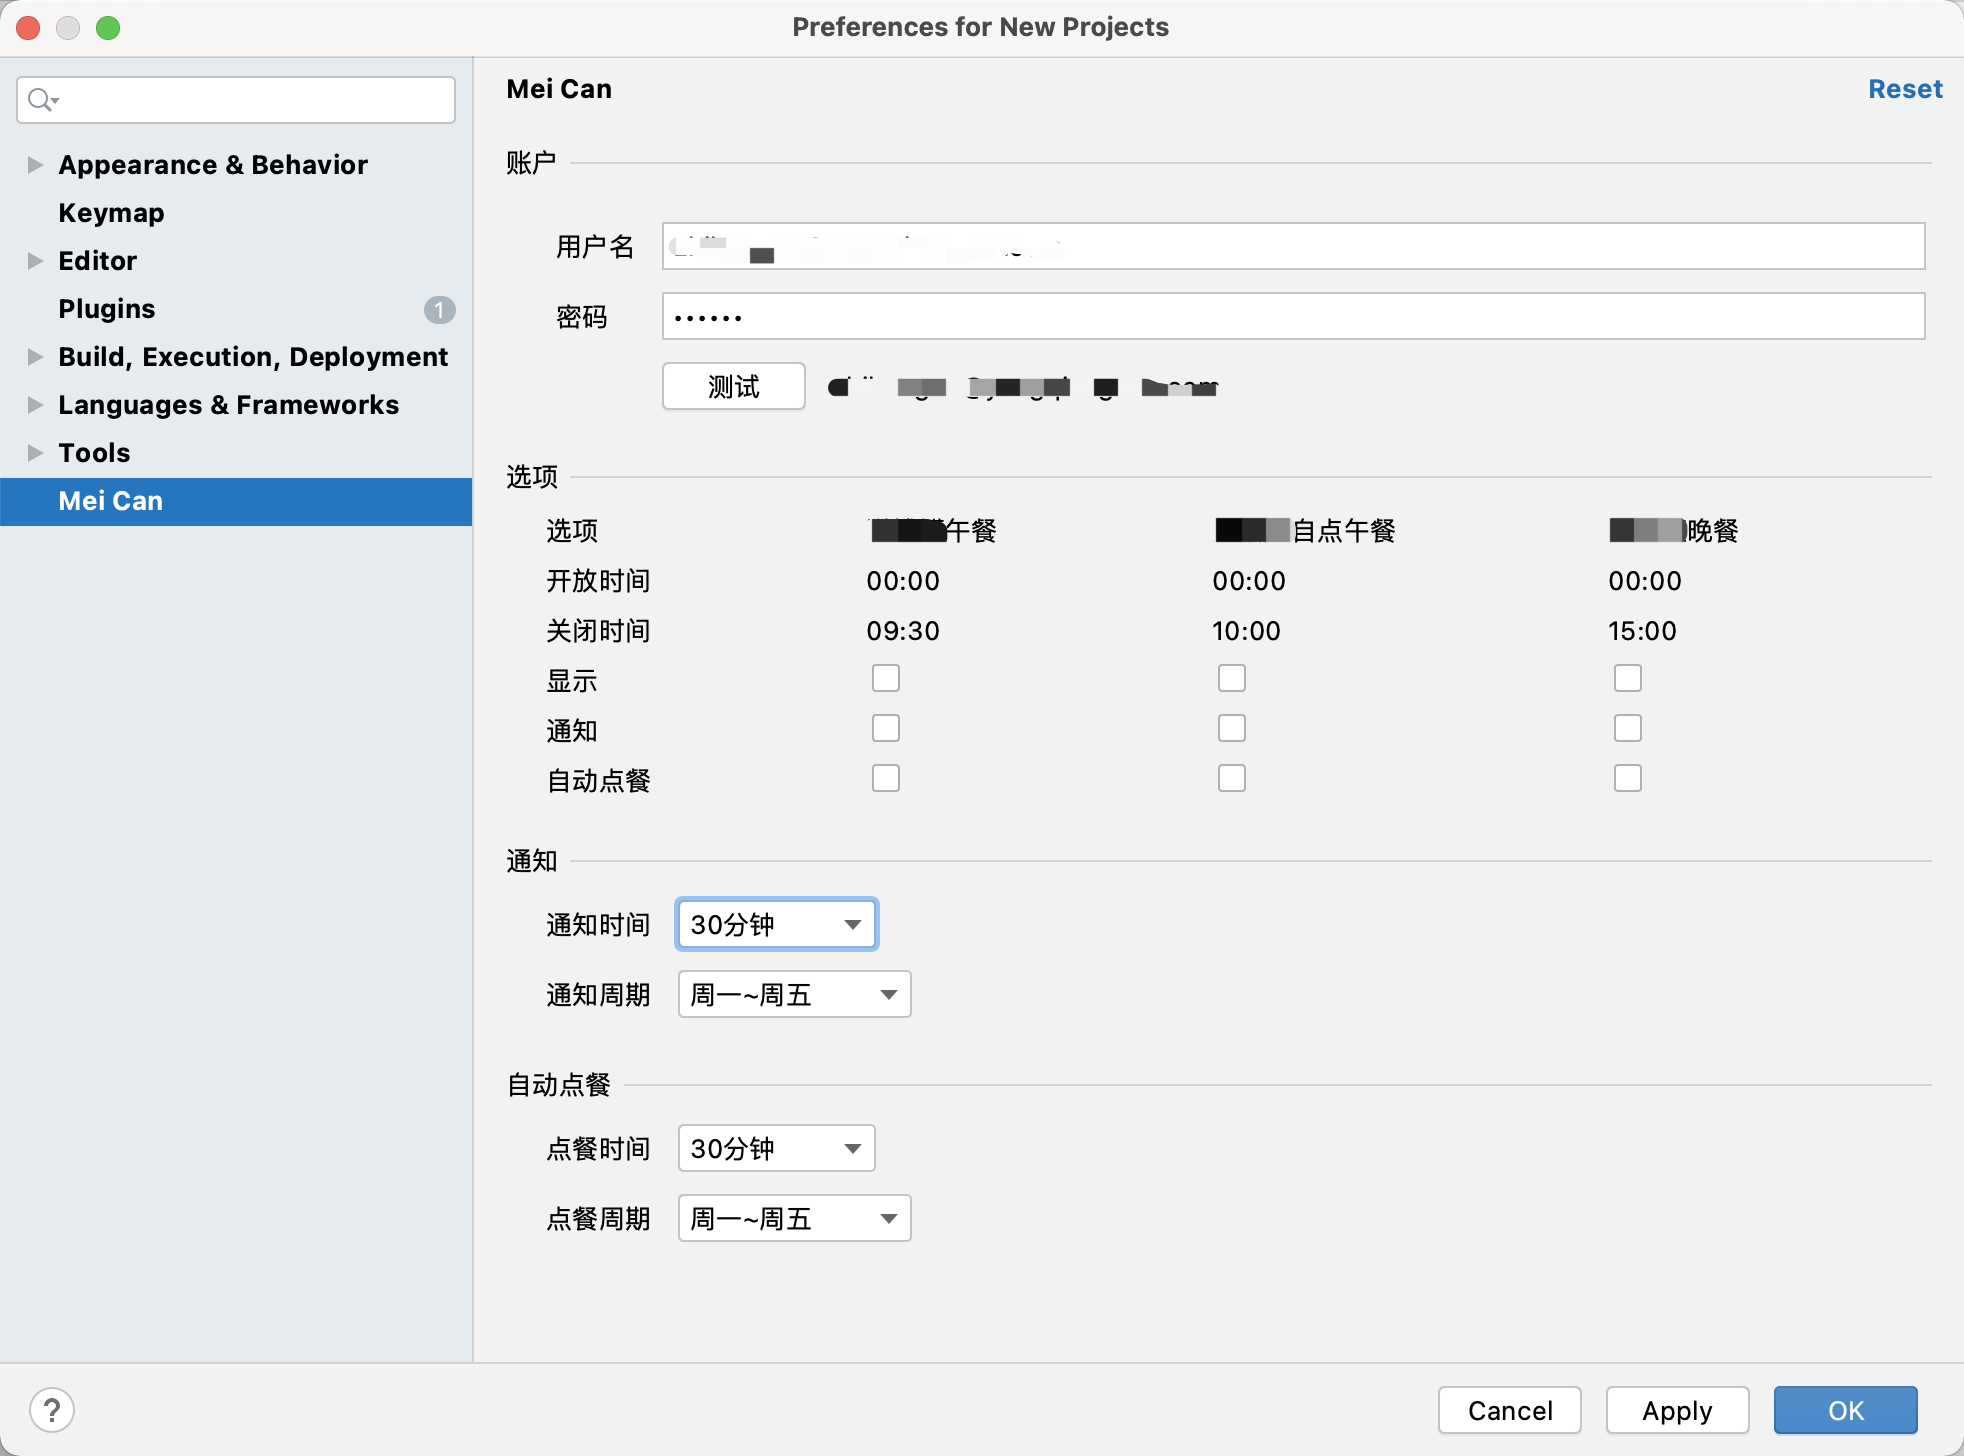 Preferences for New Projects
Mei Can
Reset
Appearance & Behavior
Keymap
Editor
Plugins 1
Build, Execution, Deployment
Languages & Frameworks
Tools
Mei Can
账户
用户名
密码 ••••••
测试
选项
选项 午餐 自点午餐 晚餐
开放时间 00:00 00:00 00:00
关闭时间 09:30 10:00 15:00
显示
通知
自动点餐
通知
通知时间 30分钟
通知周期 周一~周五
自动点餐
点餐时间 30分钟
点餐周期 周一~周五
?
Cancel
Apply
OK